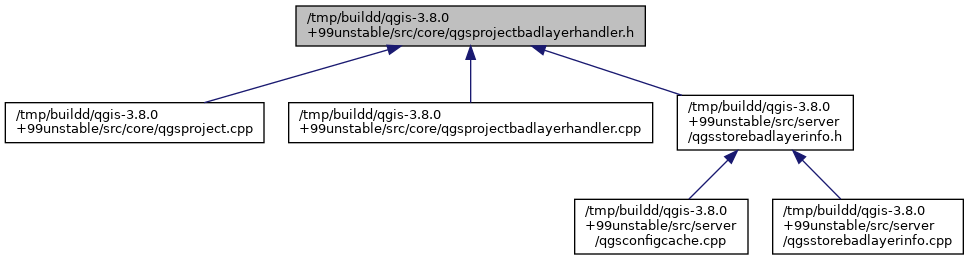 /tmp/buildd/qgis-3.8.0
+99unstable/src/core/qgsprojectbadlayerhandler.h
/tmp/buildd/qgis-3.8.0
+99unstable/src/core/qgsproject.cpp
/tmp/buildd/qgis-3.8.0
+99unstable/src/core/qgsprojectbadlayerhandler.cpp
/tmp/buildd/qgis-3.8.0
+99unstable/src/server
/qgsstorebadlayerinfo.h
/tmp/buildd/qgis-3.8.0
+99unstable/src/server
/qgsconfigcache.cpp
/tmp/buildd/qgis-3.8.0
+99unstable/src/server
/qgsstorebadlayerinfo.cpp